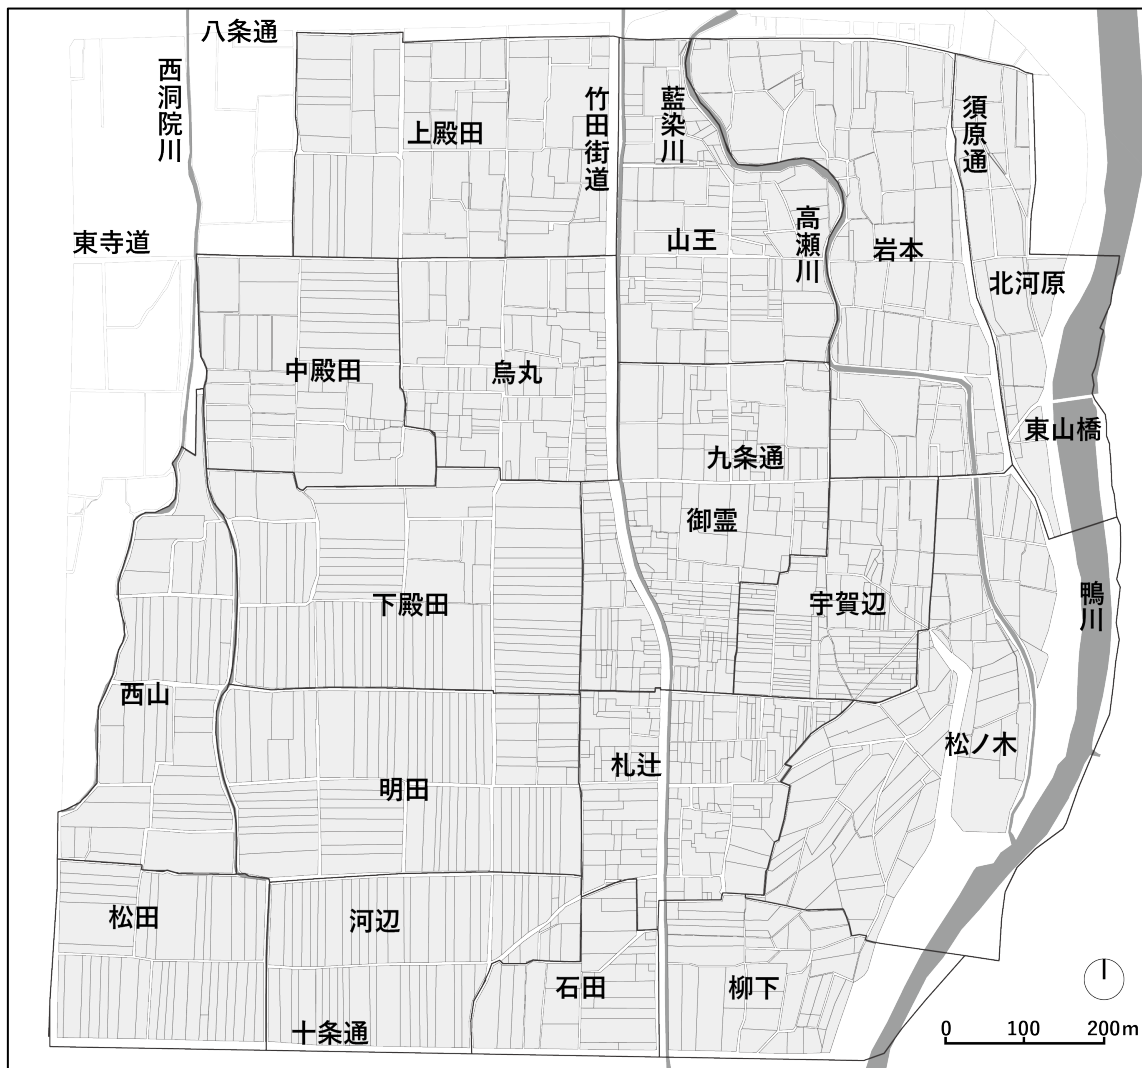 八条通
西洞院川
上殿田
竹田街道
藍染川
須原通
東寺道
山王
高瀬川
岩本
北河原
中殿田
烏丸
東山橋
九条通
御霊
下殿田
宇賀辺
鴨川
西山
松ノ木
札辻
明田
松田
河辺
石田
柳下
十条通
0 100 200m